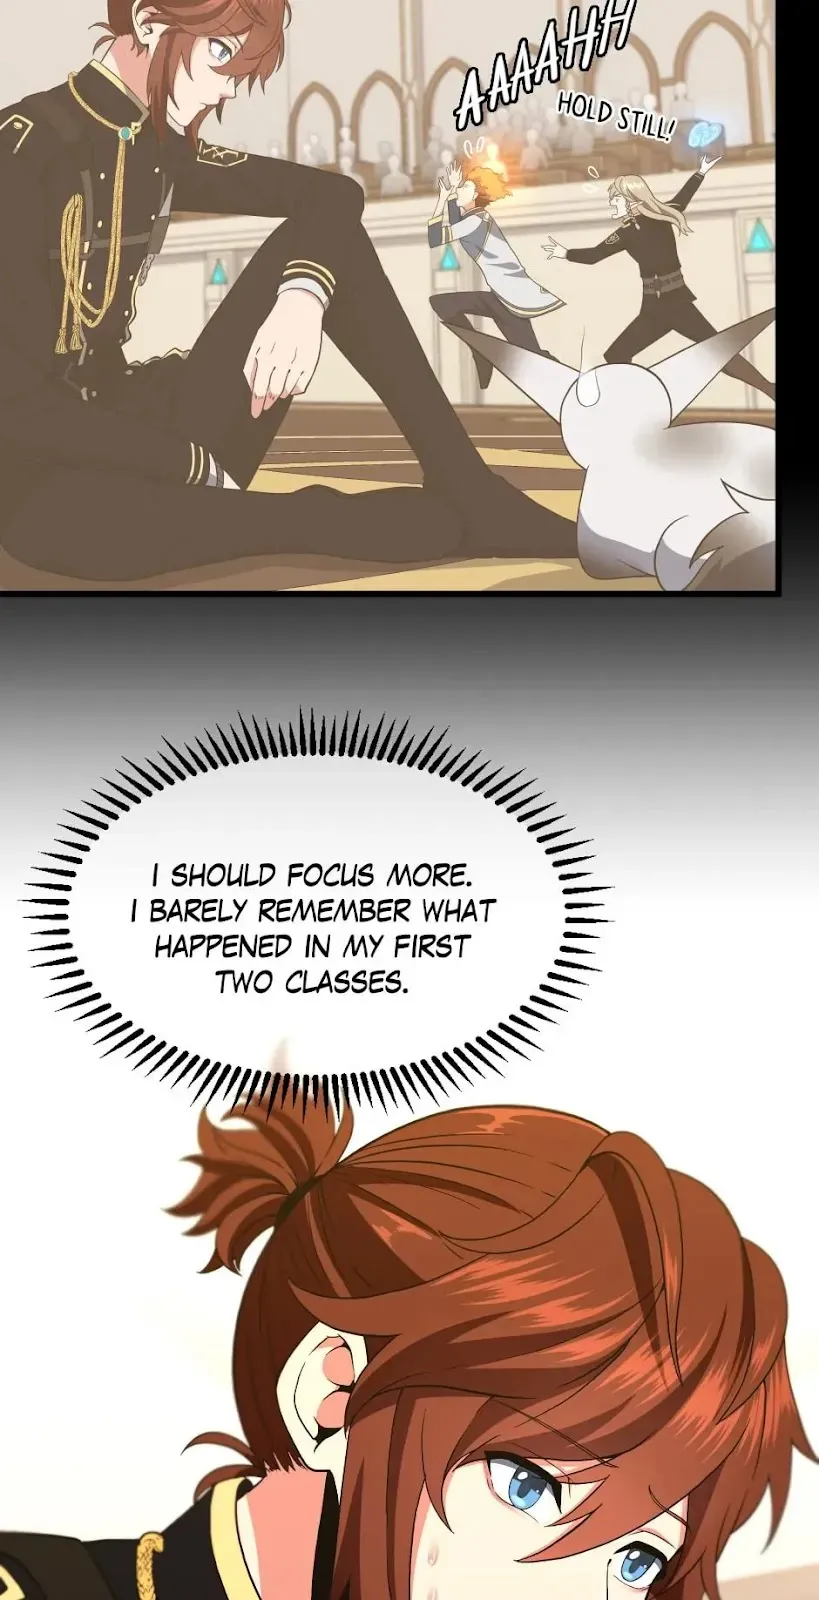 AAAAHH
HOLD STILL!
I SHOULD FOCUS MORE.
I BARELY REMEMBER WHAT
HAPPENED IN MY FIRST
TWO CLASSES.